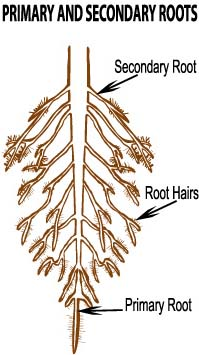 PRIMARY AND SECONDARY ROOTS
Secondary Root
Root Hairs
Primary Root